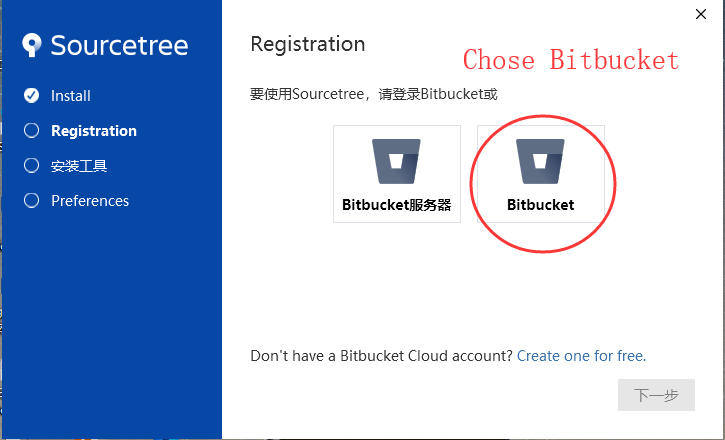 Sourcetree
Install
Registration
安装工具
Preferences
Registration
Chose Bitbucket
要使用Sourcetree，请登录Bitbucket或
Bitbucket服务器
Bitbucket
Don't have a Bitbucket Cloud account? Create one for free.
下一步